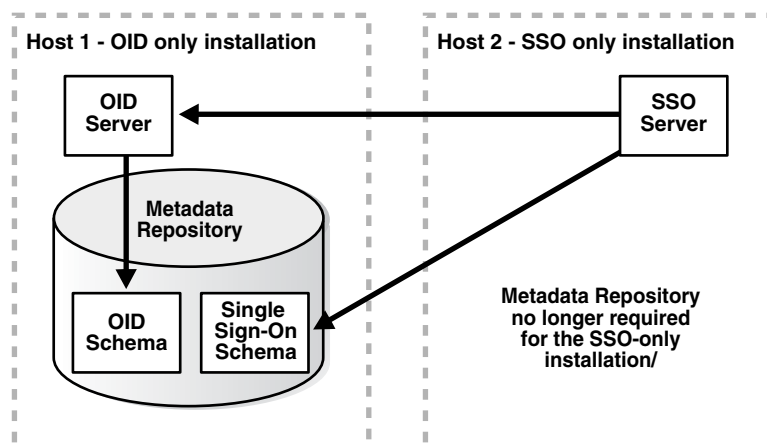 Host 1 - OID only installation
Host 2 - SSO only installation
OID
Server
SSO
Server
Metadata
Repository
OID
Schema
Single
Sign-On
Schema
Metadata Repository
no longer required
for the SSO-only
installation/